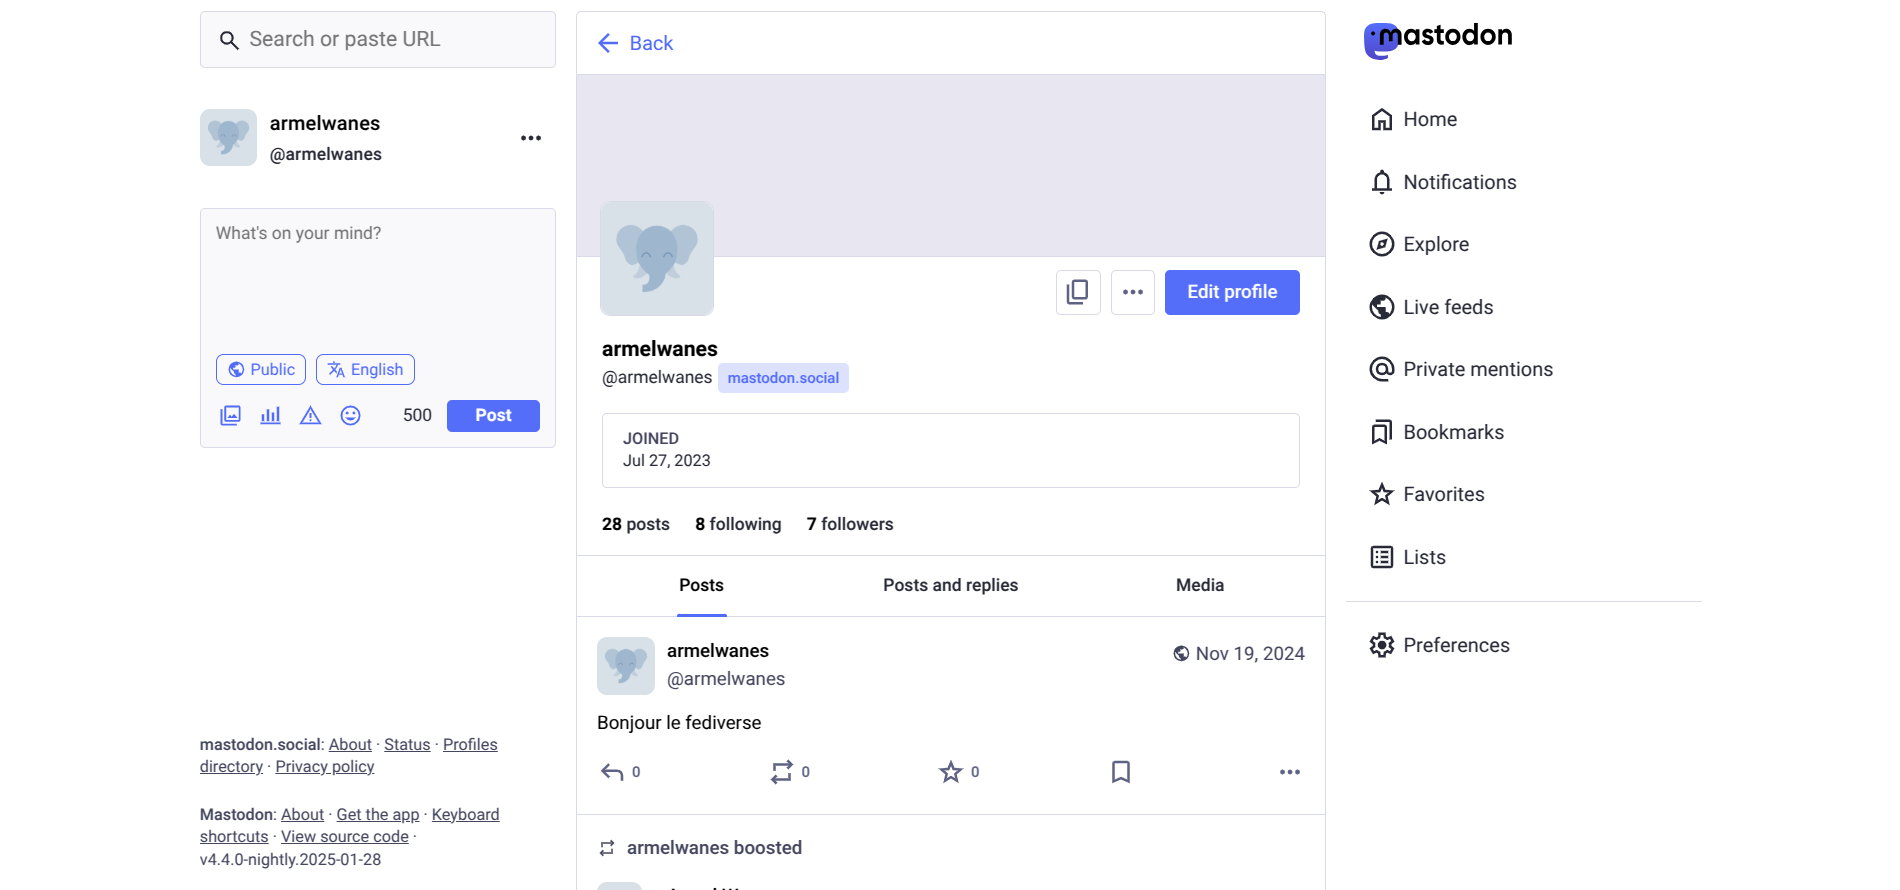 Search or paste URL
armelwanes
@armelwanes
What's on your mind?
Public
English
500
Post
mastodon.social: About · Status · Profiles
directory · Privacy policy
Mastodon: About · Get the app · Keyboard
shortcuts · View source code ·
v4.4.0-nightly.2025-01-28
Back
Edit profile
armelwanes
@armelwanes mastodon.social
JOINED
Jul 27, 2023
28 posts 8 following 7 followers
Posts
Posts and replies
Media
armelwanes
@armelwanes
Nov 19, 2024
Bonjour le fediverse
0
0
0
armelwanes boosted
mastodon
Home
Notifications
Explore
Live feeds
Private mentions
Bookmarks
Favorites
Lists
Preferences